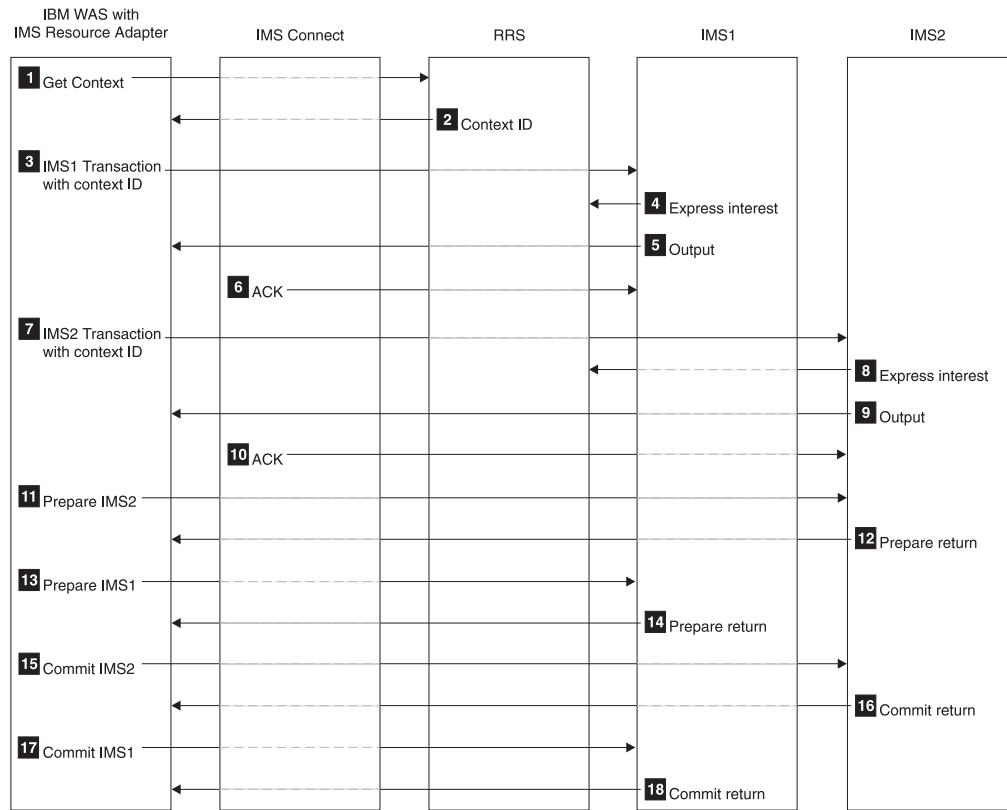 IBM WAS with
IMS Resource Adapter
IMS Connect
RRS
IMS1
IMS2
1 Get Context
2 Context ID
3 IMS1 Transaction
with context ID
4 Express interest
5 Output
6 ACK
7 IMS2 Transaction
with context ID
8 Express interest
9 Output
10 ACK
11 Prepare IMS2
12 Prepare return
13 Prepare IMS1
14 Prepare return
15 Commit IMS2
16 Commit return
17 Commit IMS1
18 Commit return